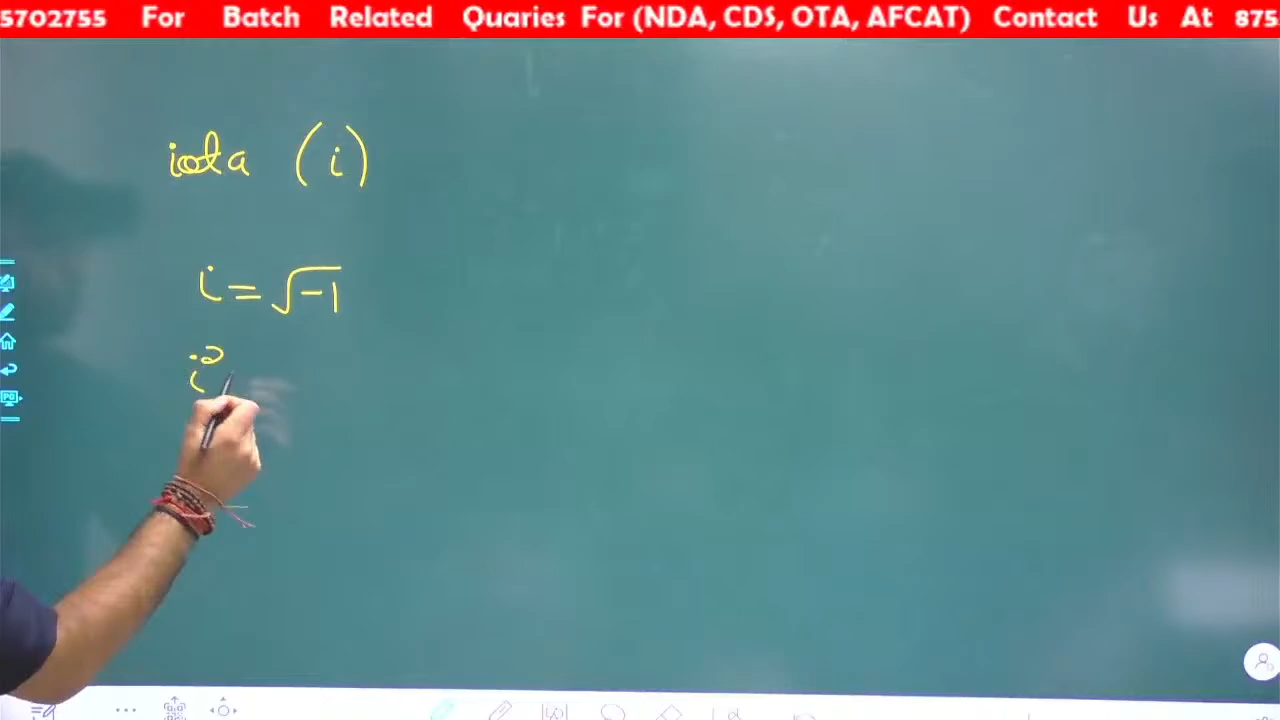 5702755 For Batch Related Quaries For (NDA, CDS, OTA, AFCAT) Contact Us At 875
iota (i)
i = √-1
i²